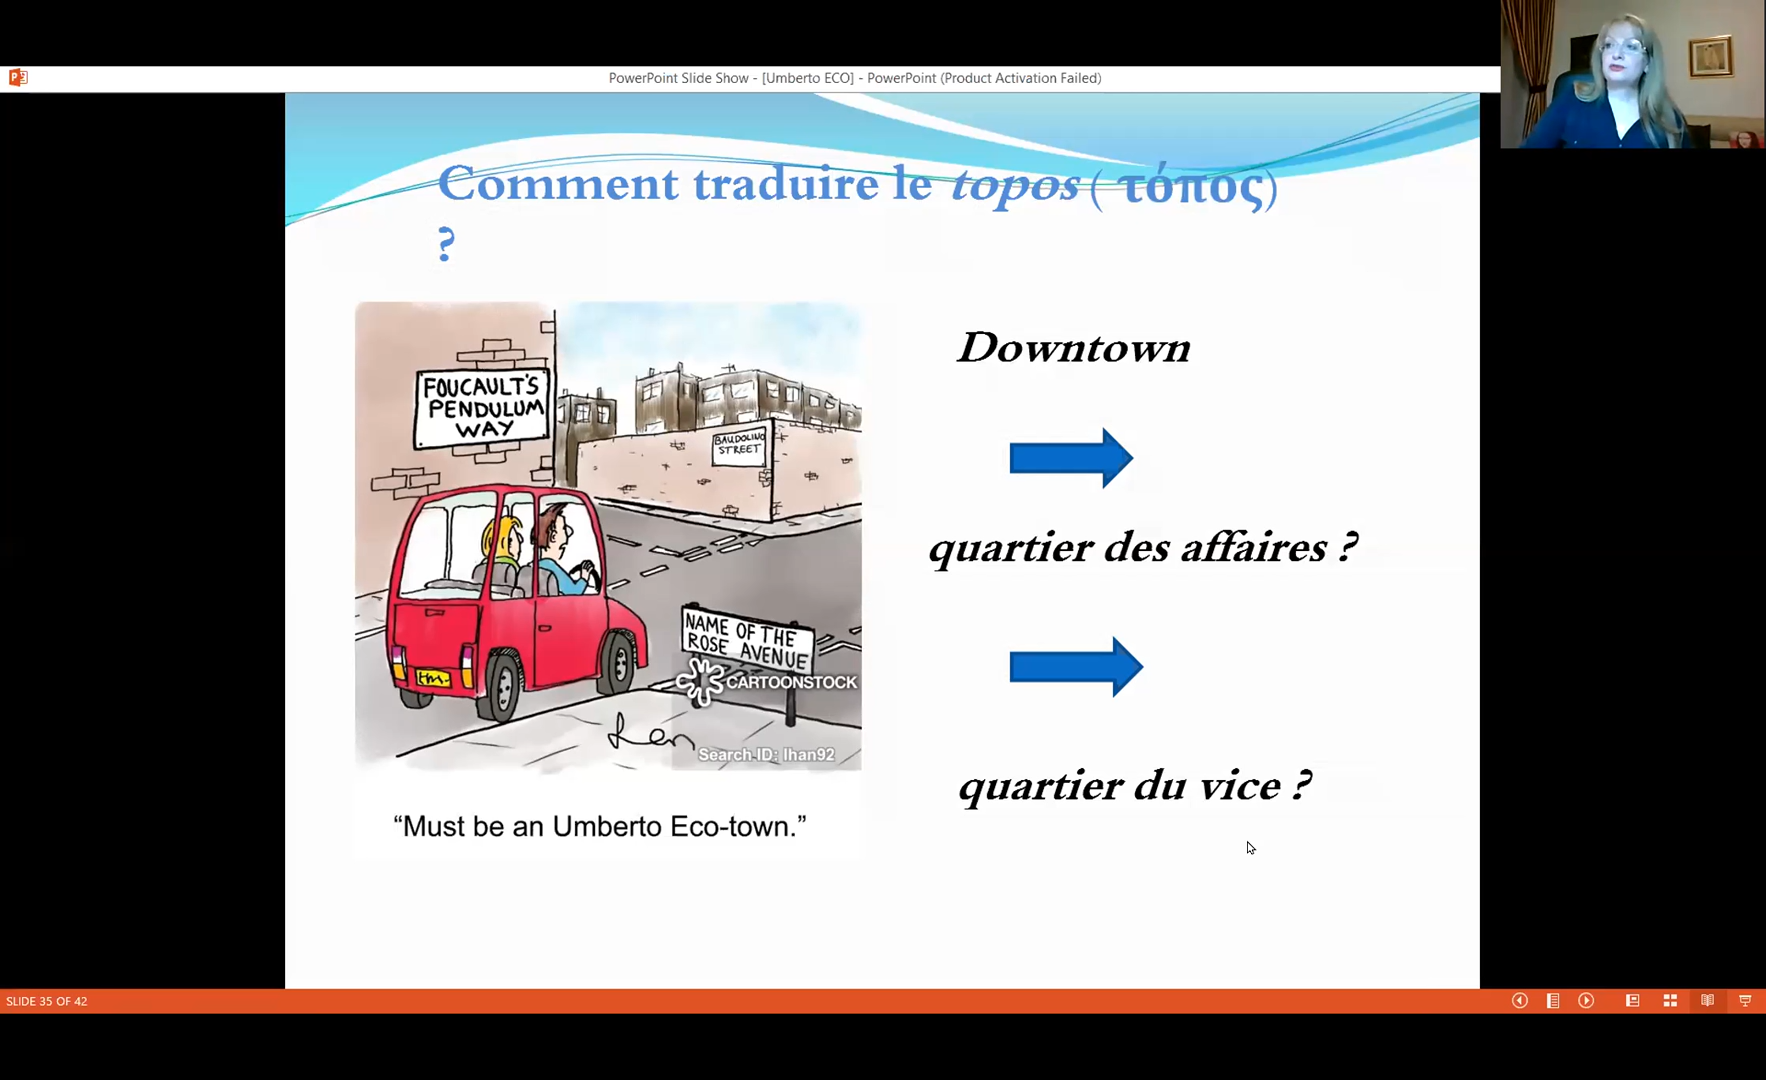 PowerPoint Slide Show - [Umberto ECO] - PowerPoint (Product Activation Failed)
Comment traduire le topos ( τόπος)
?
FOUCAULT'S
PENDULUM
WAY
BAUDOLINO
STREET
NAME OF THE
ROSE AVENUE
CARTOONSTOCK
Ren
Search ID: lhan92
“Must be an Umberto Eco-town.”
Downtown
quartier des affaires ?
quartier du vice ?
SLIDE 35 OF 42